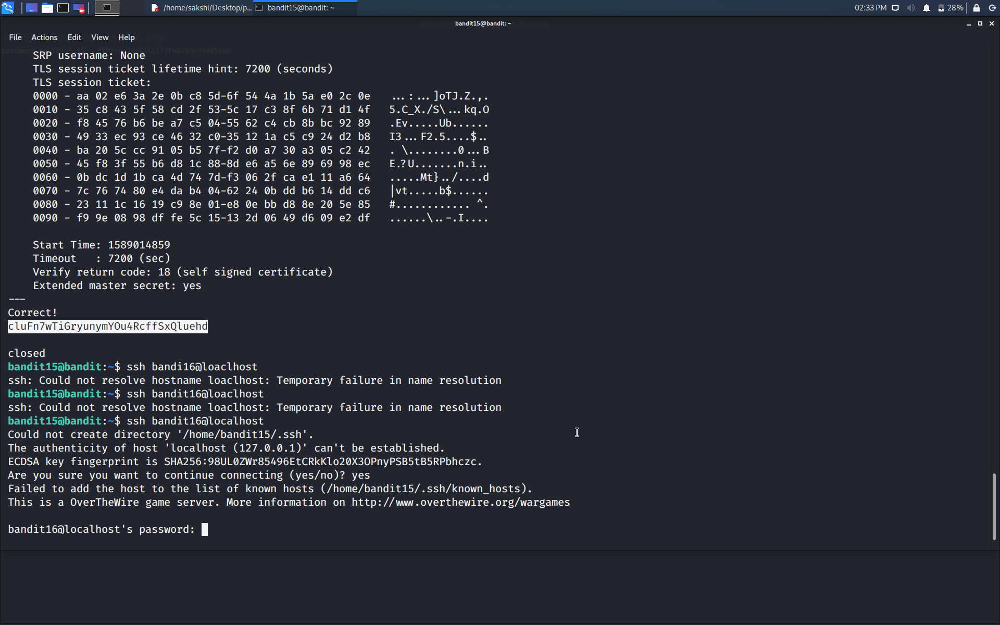 /home/sakshi/Desktop/p...
bandit15@bandit: ~
02:33 PM
28%
bandit15@bandit: ~
File Actions Edit View Help
SRP username: None
TLS session ticket lifetime hint: 7200 (seconds)
TLS session ticket:
0000 - aa 02 e6 3a 2e 0b c8 5d-6f 54 4a 1b 5a e0 2c 0e   ...:...]oTJ.Z.,.
0010 - 35 c8 43 5f 58 cd 2f 53-5c 17 c3 8f 6b 71 d1 4f   5.C_X./S\...kq.O
0020 - f8 45 76 b6 be a7 c5 04-55 62 c4 cb 8b bc 92 89   .Ev.....Ub......
0030 - 49 33 ec 93 ce 46 32 c0-35 12 1a c5 c9 24 d2 b8   I3...F2.5....$..
0040 - ba 20 5c cc 91 05 b5 7f-f2 d0 a7 30 a3 05 c2 42   . \........0...B
0050 - 45 f8 3f 55 b6 d8 1c 88-8d e6 a5 6e 89 69 98 ec   E.?U.......n.i..
0060 - 0b dc 1d 1b ca 4d 74 7d-f3 06 2f ca e1 11 a6 64   .....Mt}../....d
0070 - 7c 76 74 80 e4 da b4 04-62 24 0b dd b6 14 dd c6   |vt.....b$......
0080 - 23 11 1c 16 19 c9 8e 01-e8 0e bb d8 8e 20 5e 85   #............ ^.
0090 - f9 9e 08 98 df fe 5c 15-13 2d 06 49 d6 09 e2 df   ......\..-.I....
Start Time: 1589014859
Timeout   : 7200 (sec)
Verify return code: 18 (self signed certificate)
Extended master secret: yes
---
Correct!
cluFn7wTiGryunymYOu4RcffSxQluehd
closed
bandit15@bandit:~$ ssh bandi16@loaclhost
ssh: Could not resolve hostname loaclhost: Temporary failure in name resolution
bandit15@bandit:~$ ssh bandit16@loaclhost
ssh: Could not resolve hostname loaclhost: Temporary failure in name resolution
bandit15@bandit:~$ ssh bandit16@localhost
Could not create directory '/home/bandit15/.ssh'.
The authenticity of host 'localhost (127.0.0.1)' can't be established.
ECDSA key fingerprint is SHA256:98UL0ZWr85496EtCRkKlo20X3OPnyPSB5tB5RPbhczc.
Are you sure you want to continue connecting (yes/no)? yes
Failed to add the host to the list of known hosts (/home/bandit15/.ssh/known_hosts).
This is a OverTheWire game server. More information on http://www.overthewire.org/wargames
bandit16@localhost's password: